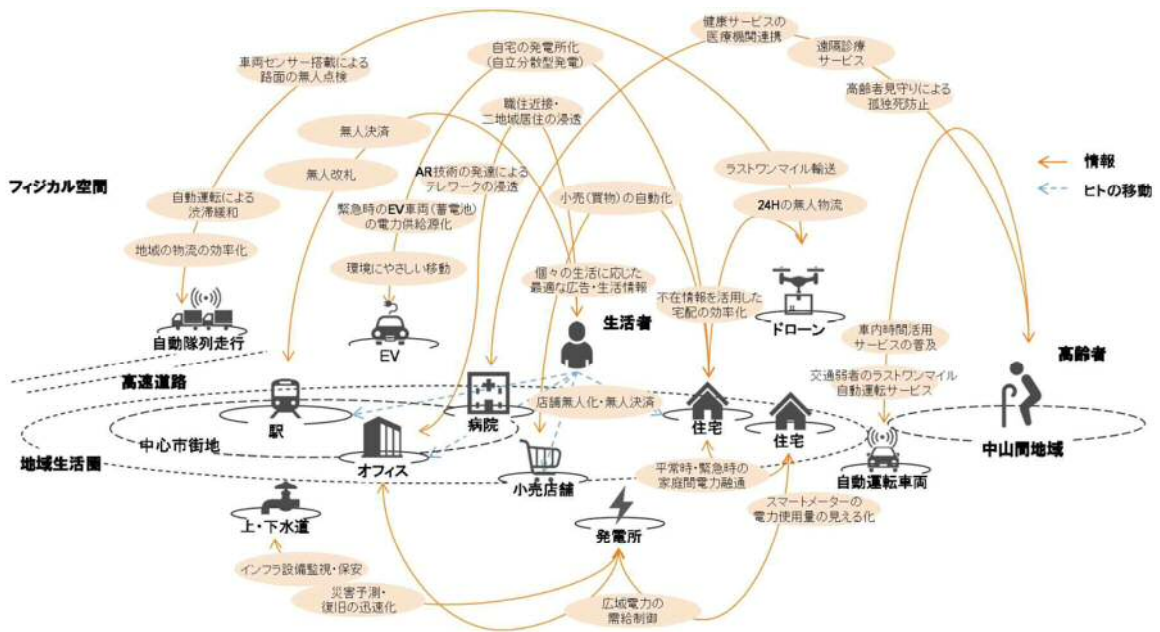 健康サービスの
医療機関連携
車両センサー搭載による
路面の無人点検
自宅の発電所化
(自立分散型発電)
遠隔診療
サービス
職住近接・
二地域居住の浸透
高齢者見守りによる
孤独死防止
無人決済
無人改札
AR技術の発達による
テレワークの浸透
ラストワンマイル輸送
情報
フィジカル空間
ヒトの移動
自動運転による
渋滞緩和
緊急時のEV車両(蓄電池)
の電力供給源化
小売(買物)の自動化
24Hの無人物流
地域の物流の効率化
環境にやさしい移動
個々の生活に応じた
最適な広告・生活情報
不在情報を活用した
宅配の効率化
自動隊列走行
EV
生活者
ドローン
車内時間活用
サービスの普及
高齢者
高速道路
交通弱者のラストワンマイル
自動運転サービス
店舗無人化・無人決済
駅
病院
住宅
住宅
中心市街地
地域生活圏
オフィス
小売店舗
平常時・緊急時の
家庭間電力融通
自動運転車両
中山間地域
スマートメーターの
電力使用量の見える化
上・下水道
発電所
インフラ設備監視・保安
災害予測・
復旧の迅速化
広域電力の
需給制御